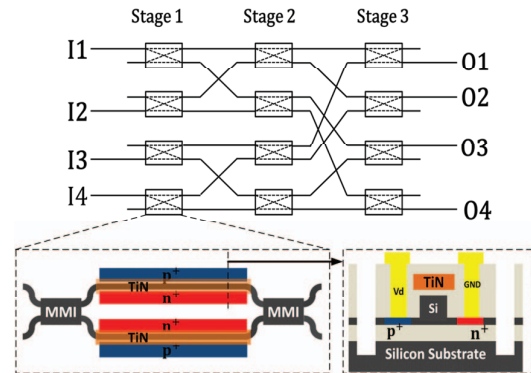 Stage 1 Stage 2 Stage 3
I1
O1
I2
O2
I3
O3
I4
O4
p+
TiN
n+
MMI
MMI
n+
TiN
p+
Vd
TiN
GND
Si
p+
n+
Silicon Substrate